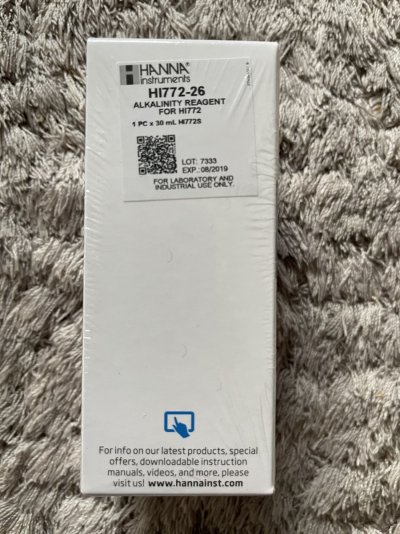 HANNA
instruments
HI772-26
ALKALINITY REAGENT
FOR HI772
1 PC x 30 mL HI772S
LOT: 7333
EXP.:08/2019
FOR LABORATORY AND
INDUSTRIAL USE ONLY.
For info on our latest products, special
offers, downloadable instruction
manuals, videos, and more, please
visit us! www.hannainst.com